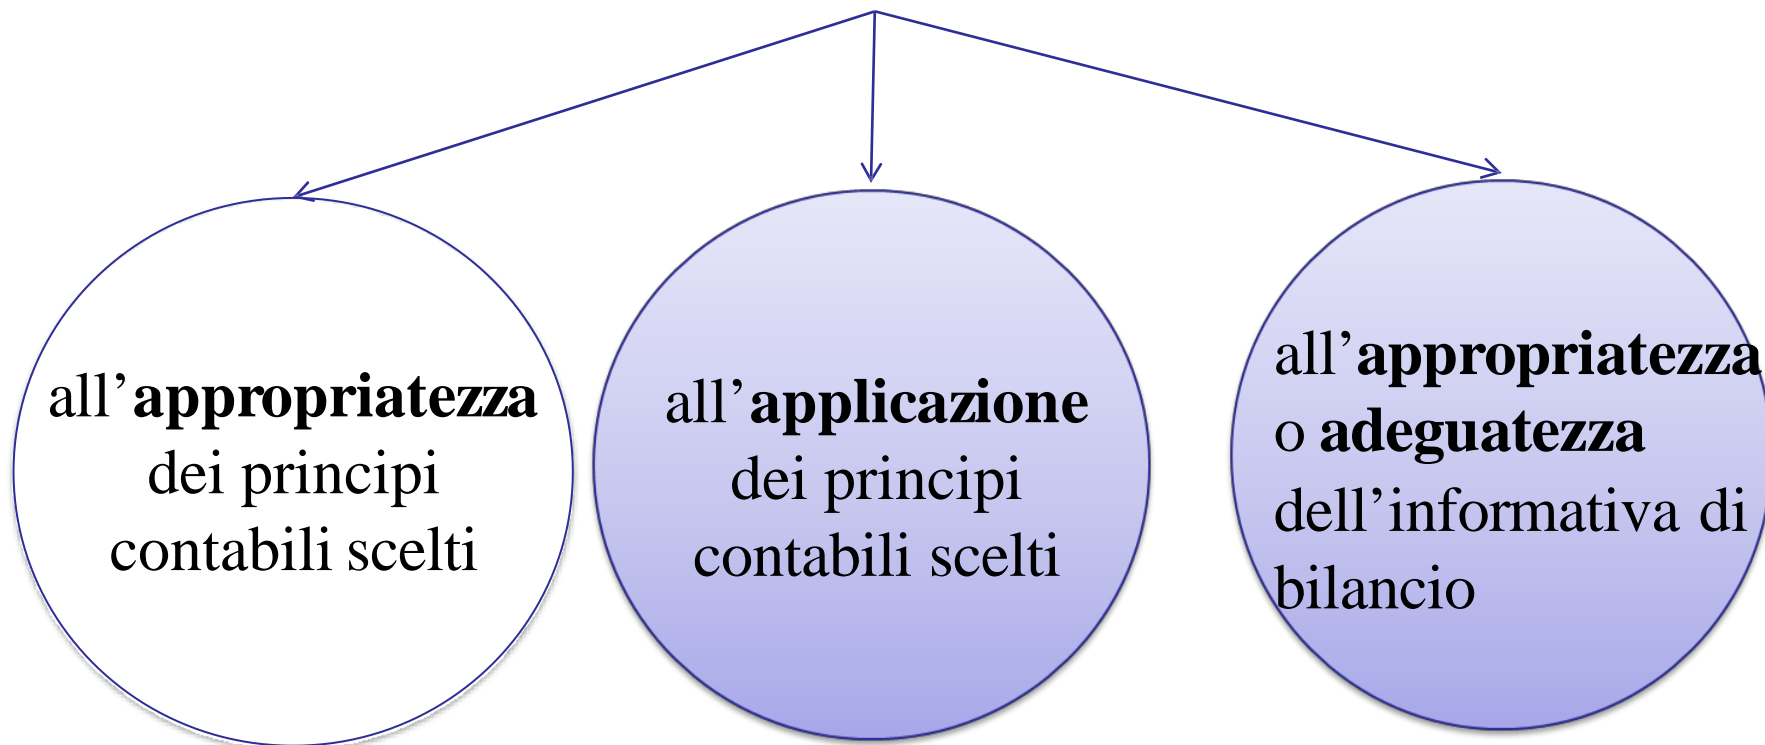 all’appropriatezza
dei principi
contabili scelti
all’applicazione
dei principi
contabili scelti
all’appropriatezza
o adeguatezza
dell’informativa di
bilancio